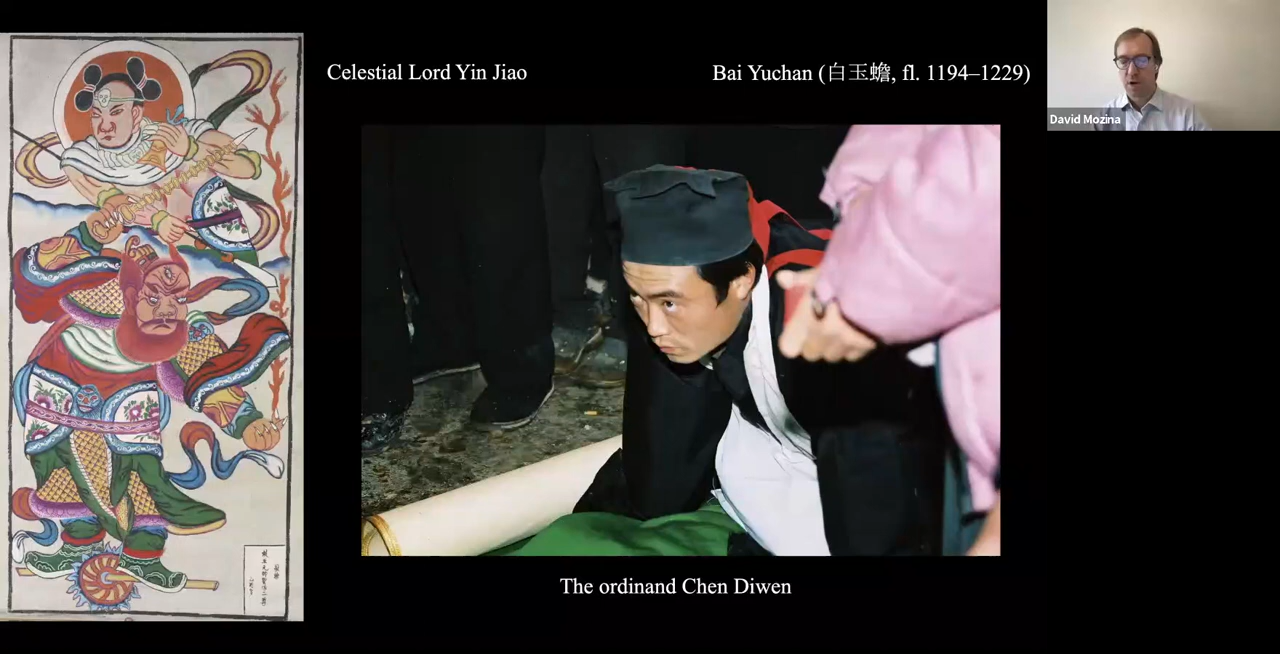 Celestial Lord Yin Jiao
Bai Yuchan (白玉蟾, fl. 1194–1229)
David Mozina
The ordinand Chen Diwen